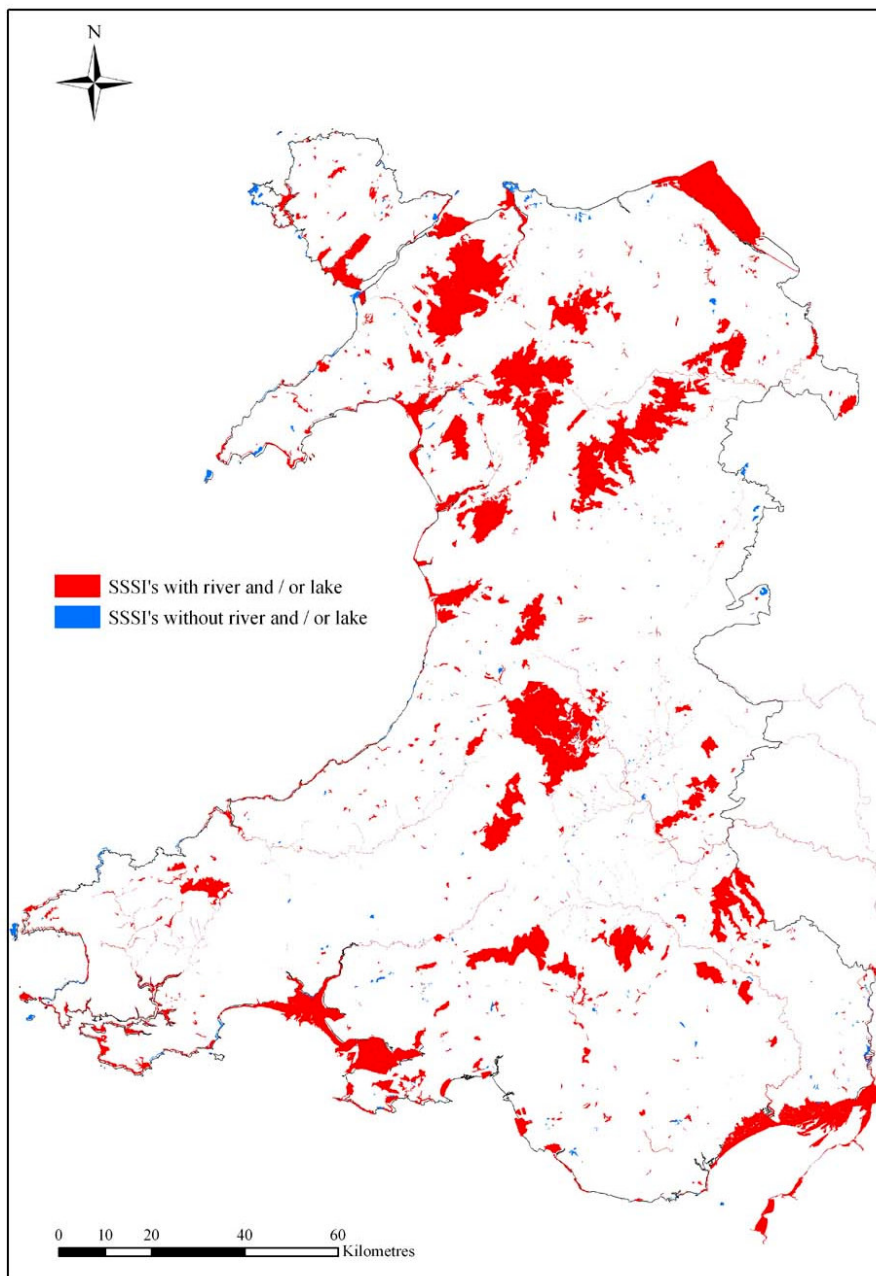 N
SSSI's with river and / or lake
SSSI's without river and / or lake
0 10 20 40 60
Kilometres